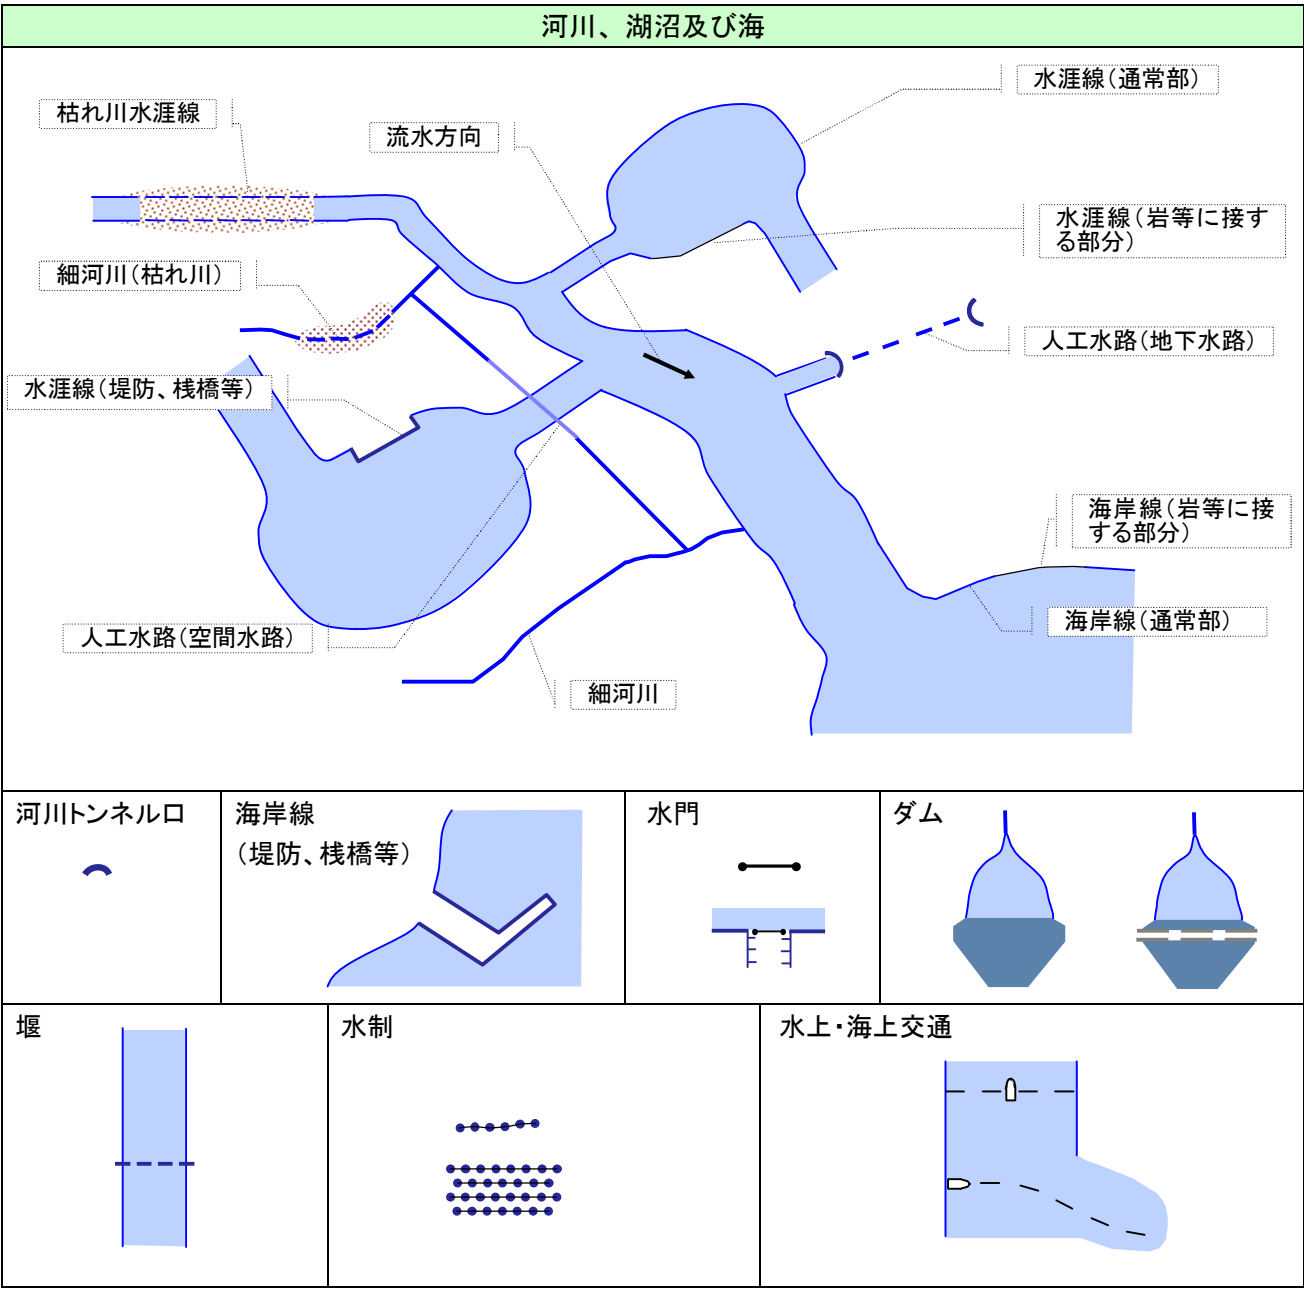 河川、湖沼及び海
水涯線（通常部）
枯れ川水涯線
流水方向
水涯線（岩等に接す
る部分）
細河川（枯れ川）
人工水路（地下水路）
水涯線（堤防、桟橋等）
海岸線（岩等に接
する部分）
海岸線（通常部）
人工水路（空間水路）
細河川
河川トンネル口
海岸線
（堤防、桟橋等）
水門
ダム
堰
水制
水上・海上交通